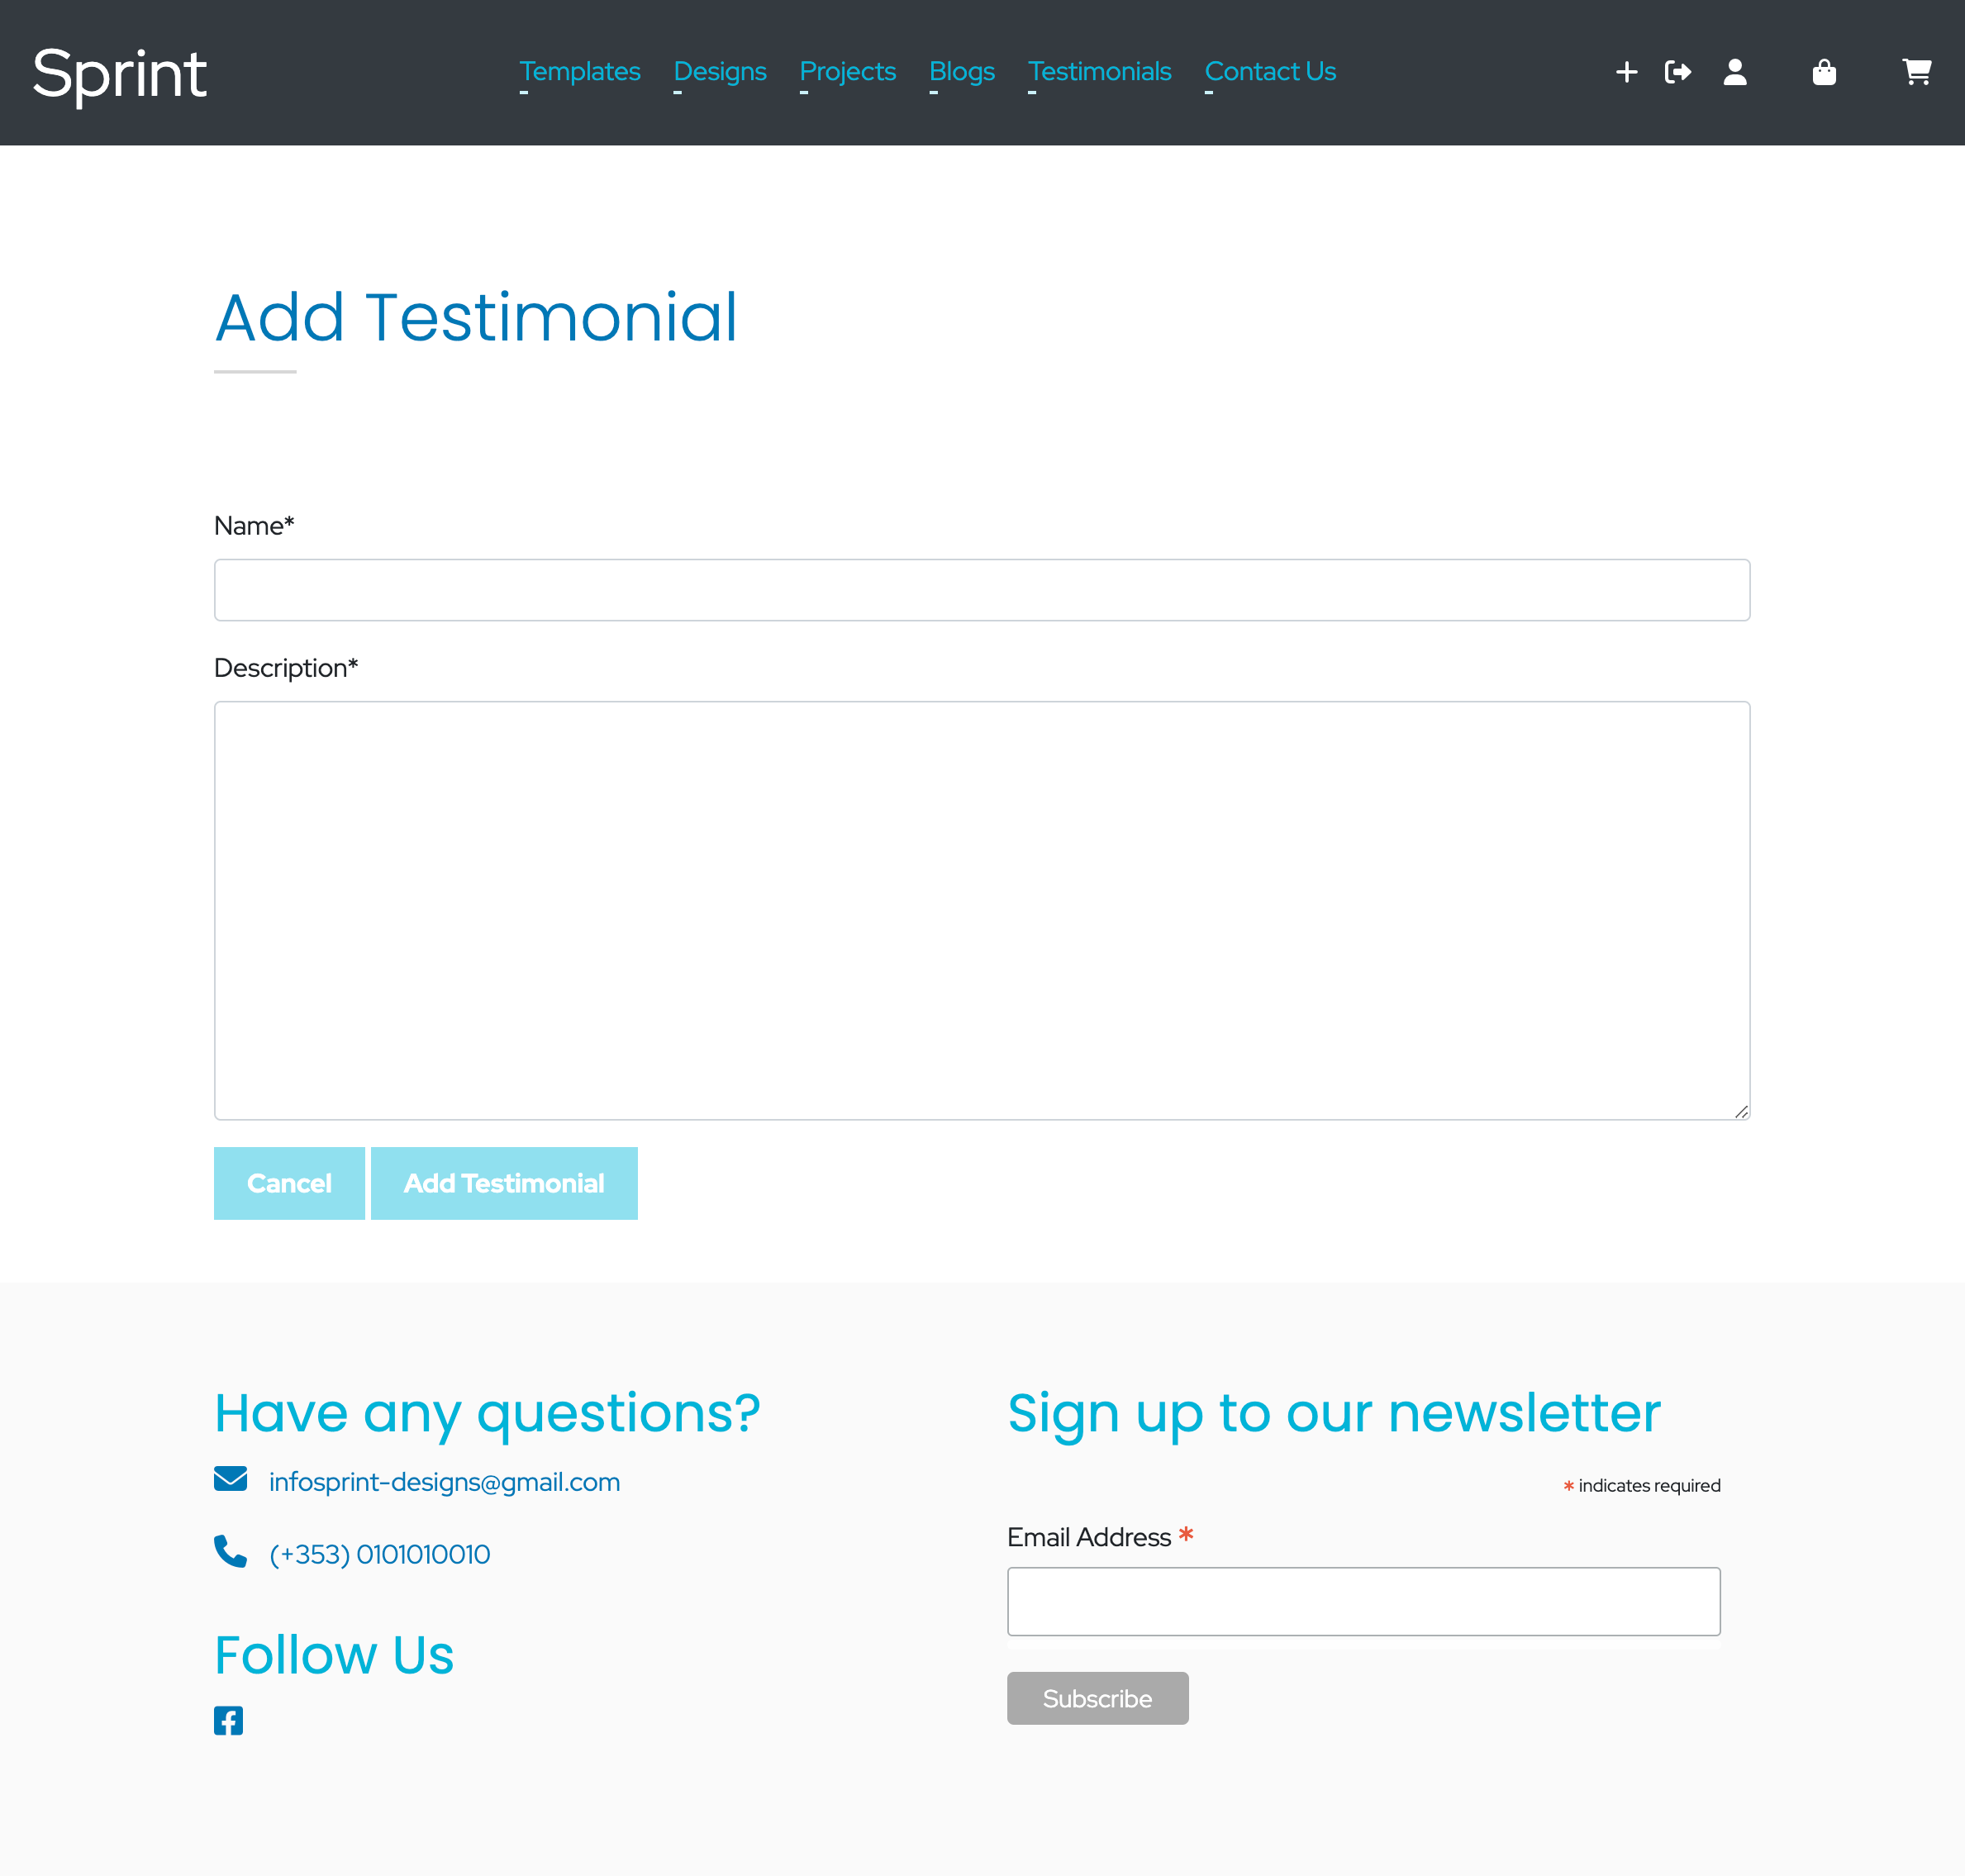 Sprint
Templates Designs Projects Blogs Testimonials Contact Us
Add Testimonial
Name*
Description*
Cancel Add Testimonial
Have any questions?
infosprint-designs@gmail.com
(+353) 0101010010
Follow Us
Sign up to our newsletter
* indicates required
Email Address *
Subscribe